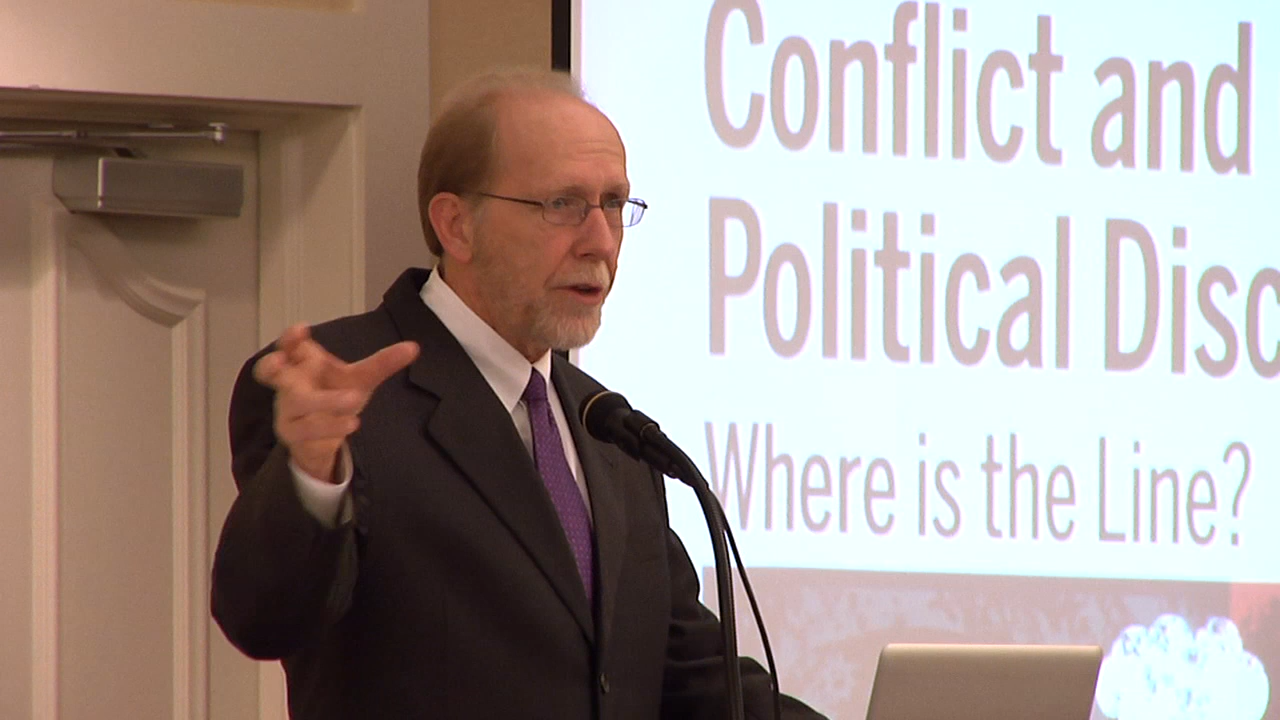 Conflict and
Political Disc
Where is the Line?